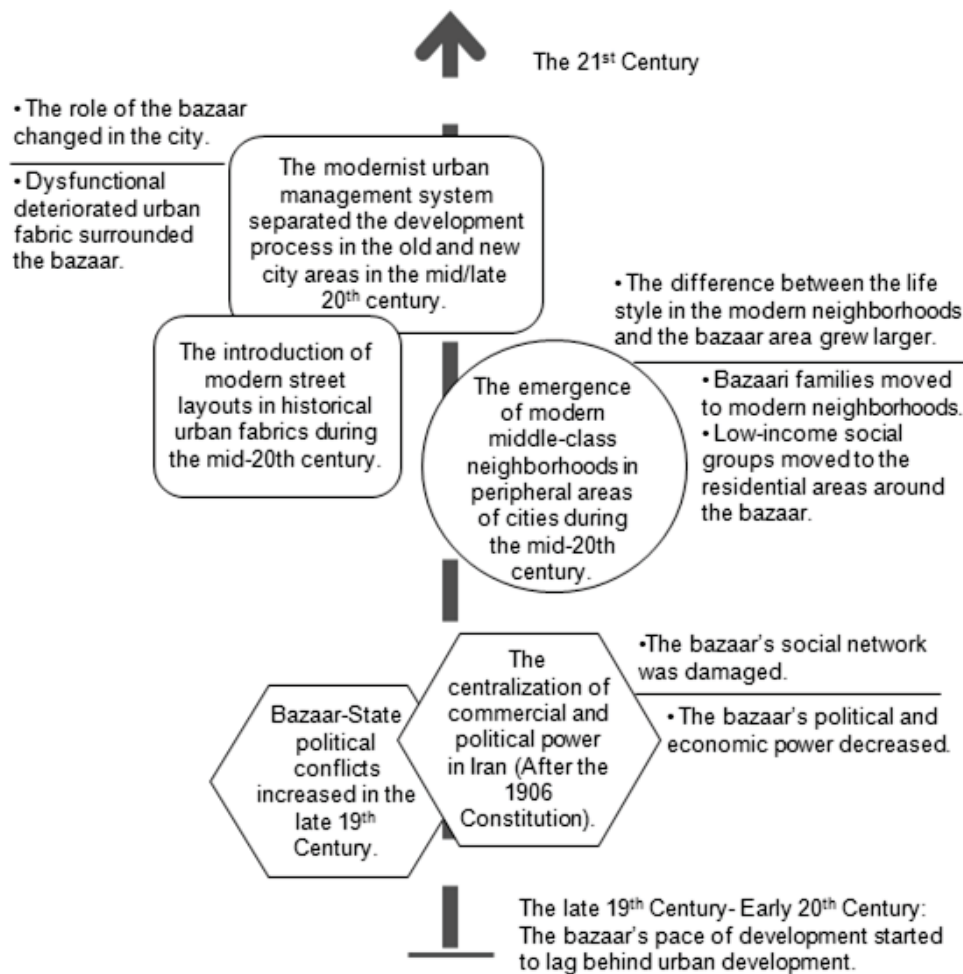 The 21st Century
• The role of the bazaar
changed in the city.
• Dysfunctional
deteriorated urban
fabric surrounded
the bazaar.
The modernist urban
management system
separated the development
process in the old and new
city areas in the mid/late
20th century.
The introduction of
modern street
layouts in historical
urban fabrics during
the mid-20th century.
The emergence
of modern
middle-class
neighborhoods in
peripheral areas
of cities during
the mid-20th
century.
• The difference between the life
style in the modern neighborhoods
and the bazaar area grew larger.
• Bazaari families moved
to modern neighborhoods.
• Low-income social
groups moved to the
residential areas around
the bazaar.
Bazaar-State
political
conflicts
increased in the
late 19th
Century.
The
centralization of
commercial and
political power
in Iran (After the
1906
Constitution).
•The bazaar's social network
was damaged.
• The bazaar's political and
economic power decreased.
The late 19th Century- Early 20th Century:
The bazaar's pace of development started
to lag behind urban development.